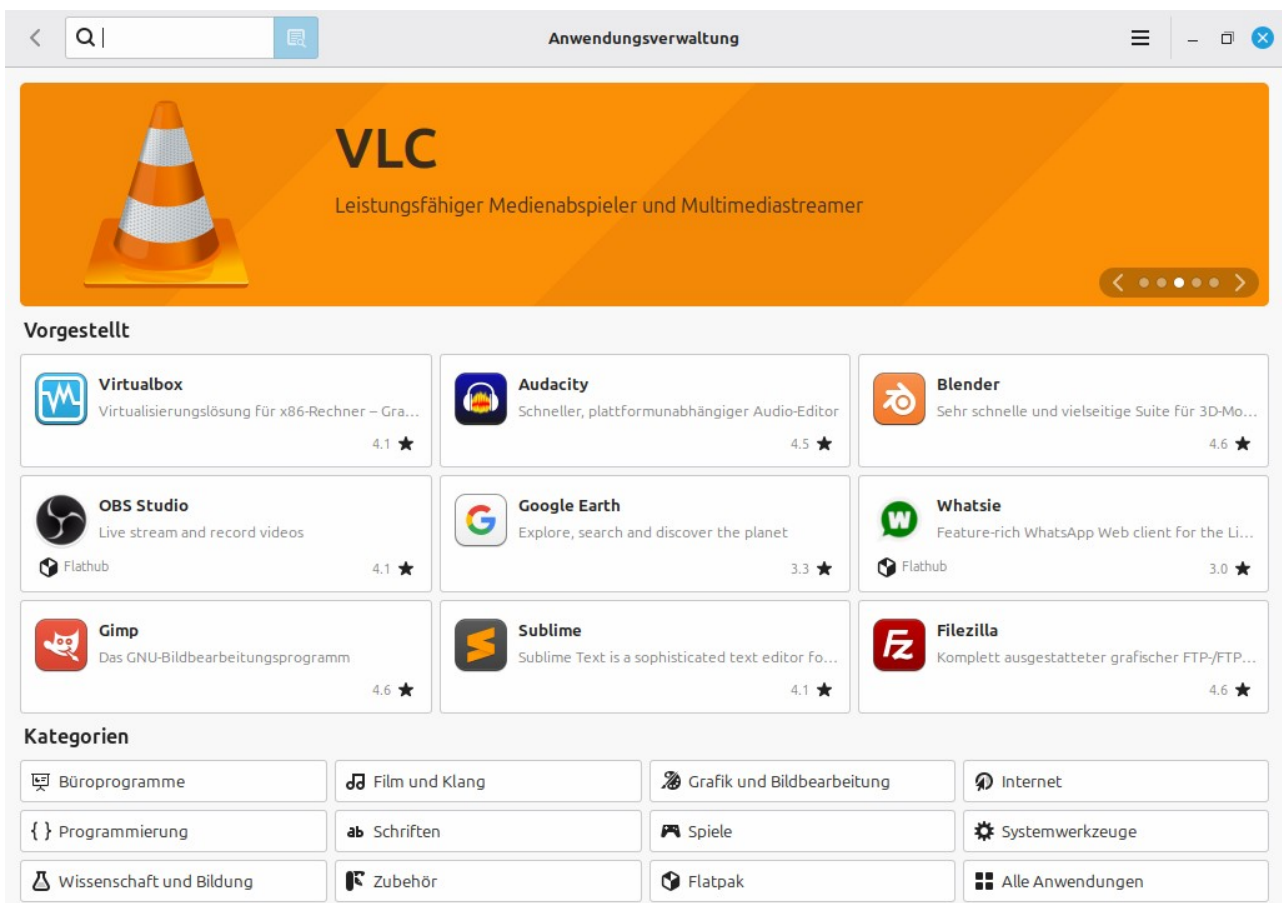 Anwendungsverwaltung
VLC
Leistungsfähiger Medienabspieler und Multimediastreamer
Vorgestellt
Virtualbox
Virtualisierungslösung für x86-Rechner – Gra...
4.1
Audacity
Schneller, plattformunabhängiger Audio-Editor
4.5
Blender
Sehr schnelle und vielseitige Suite für 3D-Mo...
4.6
OBS Studio
Live stream and record videos
Flathub
4.1
Google Earth
Explore, search and discover the planet
3.3
Whatsie
Feature-rich WhatsApp Web client for the Li...
Flathub
3.0
Gimp
Das GNU-Bildbearbeitungsprogramm
4.6
Sublime
Sublime Text is a sophisticated text editor fo...
4.1
Filezilla
Komplett ausgestatteter grafischer FTP-/FTP...
4.6
Kategorien
Büroprogramme
Film und Klang
Grafik und Bildbearbeitung
Internet
Programmierung
Schriften
Spiele
Systemwerkzeuge
Wissenschaft und Bildung
Zubehör
Flatpak
Alle Anwendungen